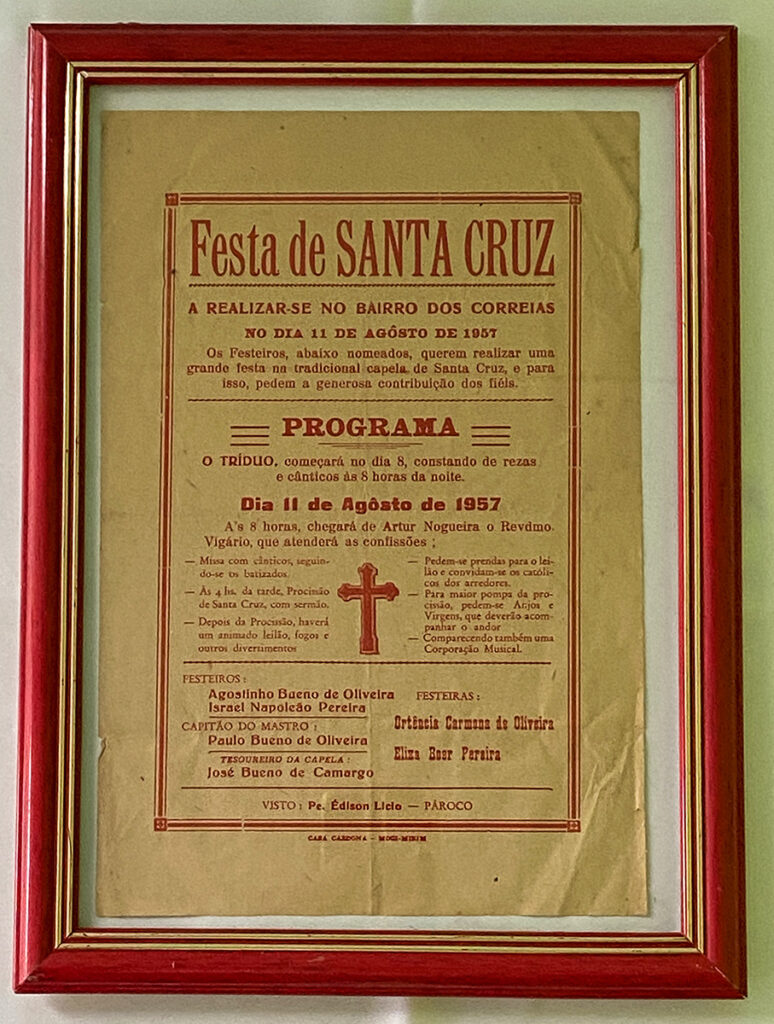 Festa de SANTA CRUZ
A REALIZAR-SE NO BAIRRO DOS CORREIAS
NO DIA 11 DE AGÔSTO DE 1957
Os Festeiros, abaixo nomeados, querem realizar uma
grande festa na tradicional capela de Santa Cruz, e para
isso, pedem a generosa contribuição dos fiéis.
PROGRAMA
O TRÍDUO, começará no dia 8, constando de rezas
e cânticos ás 8 horas da noite.
Dia 11 de Agôsto de 1957
A's 8 horas, chegará de Artur Nogueira o Revdmo.
Vigário, que atenderá as confissões ;
— Missa com cânticos, seguin-
do-se os batizados.
— Às 4 hs. da tarde, Procissão
de Santa Cruz, com sermão.
— Depois da Procissão, haverá
um animado leilão, fogos e
outros divertimentos
— Pedem-se prendas para o lei-
lão e convidam-se os católi-
cos dos arredores.
— Para maior pompa da pro-
cissão, pedem-se Anjos e
Virgens, que deverão acom-
panhar o andor
— Comparecendo também uma
Corporação Musical.
FESTEIROS :
Agostinho Bueno de Oliveira
Israel Napoleão Pereira
CAPITÃO DO MASTRO :
Paulo Bueno de Oliveira
TESOUREIRO DA CAPELA :
José Bueno de Camargo
FESTEIRAS :
Ortência Carmona de Oliveira
Eliza Boer Pereira
VISTO : Pe. Édison Lício — PÁROCO
CASA CARDONA - MOGI-MIRIM